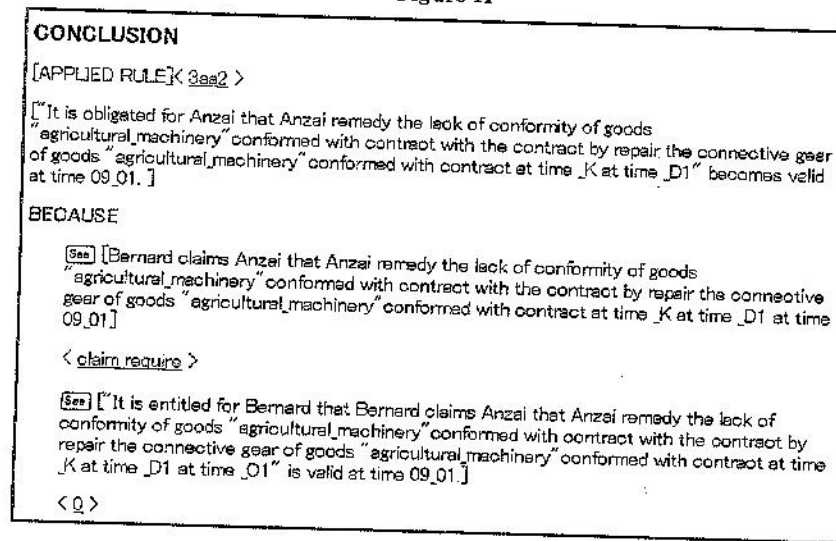 CONCLUSION
[APPLIED RULE]< 3aa2 >
["It is obligated for Anzai that Anzai remedy the lack of conformity of goods
"agricultural_machinery"conformed with contract with the contract by repair the connective gear
of goods "agricultural_machinery"conformed with contract at time _K at time _D1" becomes valid
at time 09_01. ]
BECAUSE
See [Bernard claims Anzai that Anzai remedy the lack of conformity of goods
"agricultural_machinery"conformed with contract with the contract by repair the connective
gear of goods "agricultural_machinery"conformed with contract at time _K at time _D1 at time
09_01]
< claim require >
See ["It is entitled for Bernard that Bernard claims Anzai that Anzai remedy the lack of
conformity of goods "agricultural_machinery"conformed with contract with the contract by
repair the connective gear of goods "agricultural_machinery"conformed with contract at time
_K at time _D1 at time _O1" is valid at time 09_01.]
< 0 >